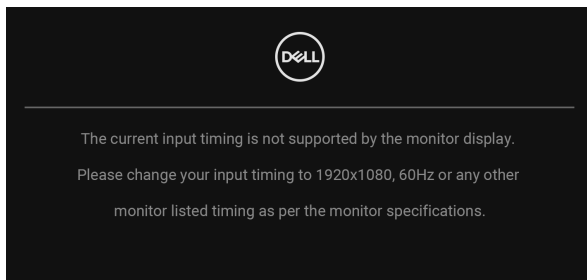 DELL
The current input timing is not supported by the monitor display.
Please change your input timing to 1920x1080, 60Hz or any other
monitor listed timing as per the monitor specifications.